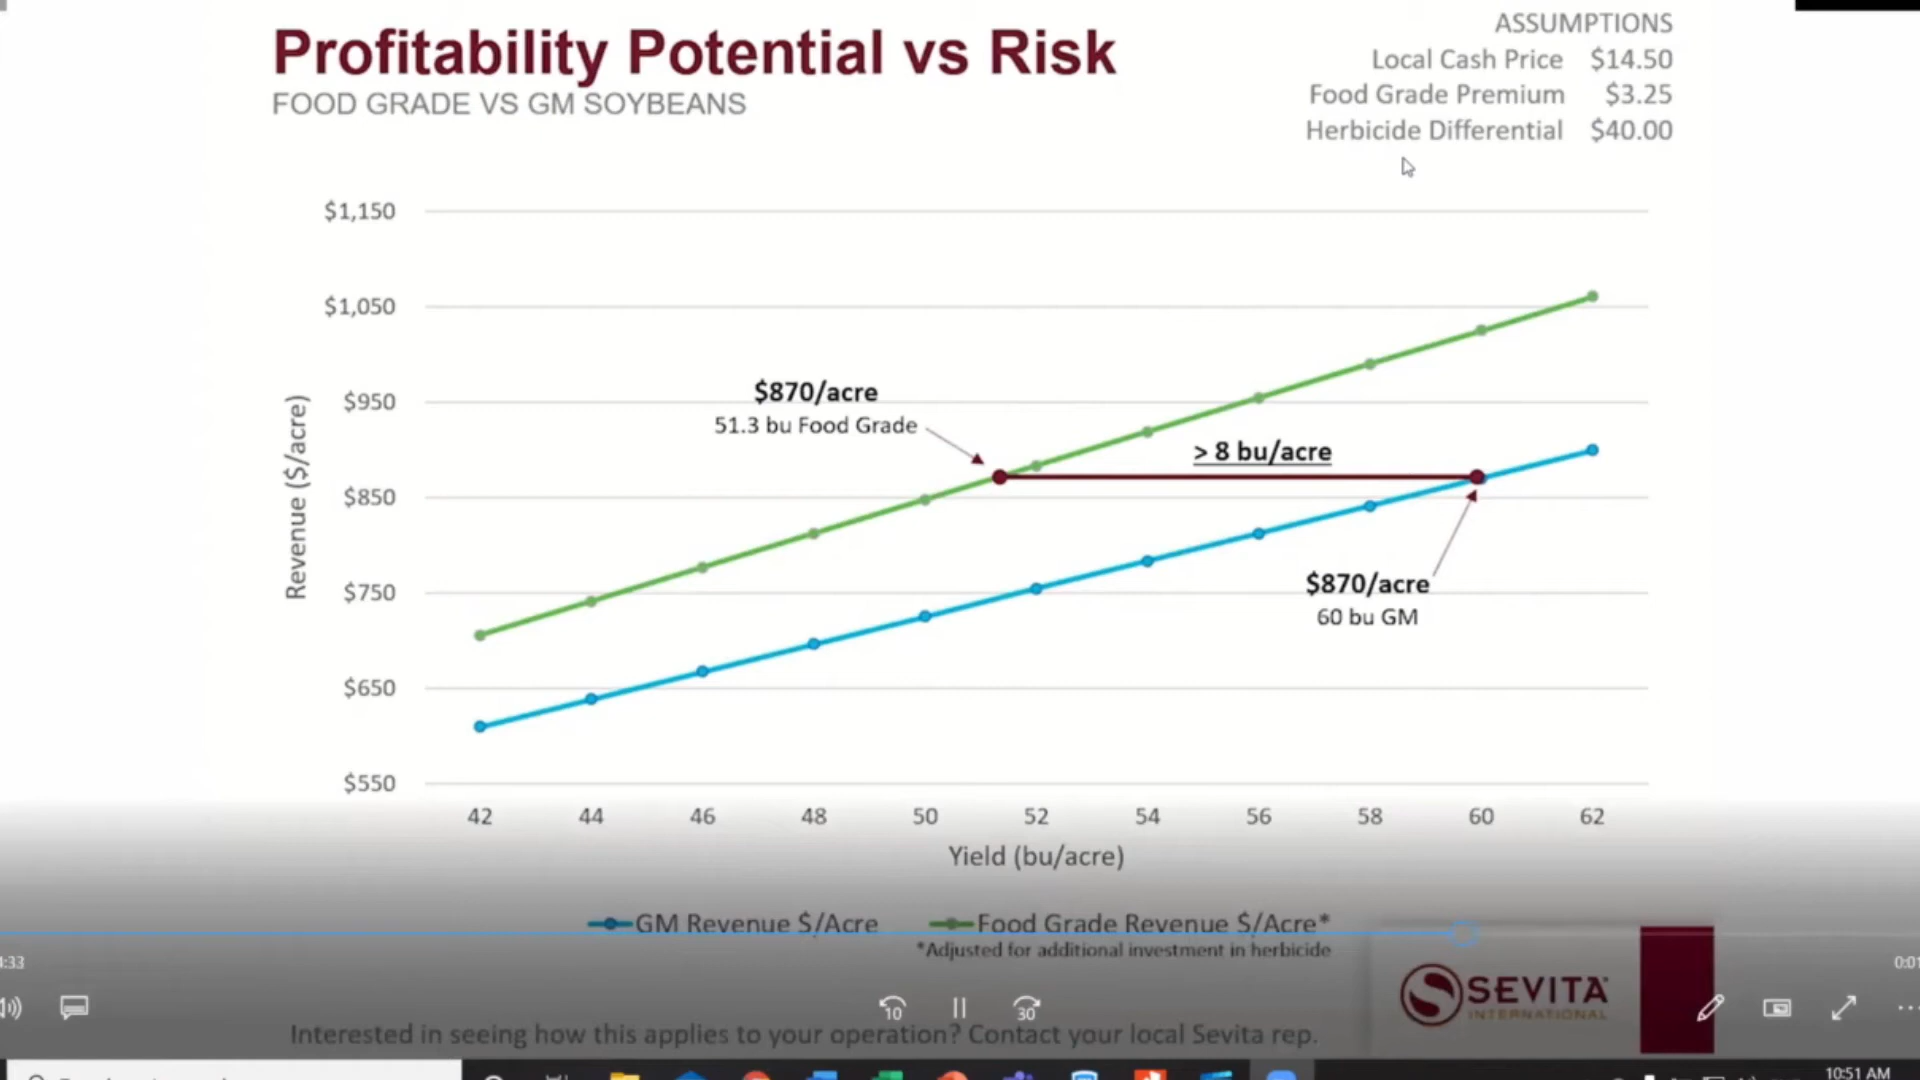 Profitability Potential vs Risk
FOOD GRADE VS GM SOYBEANS
ASSUMPTIONS
Local Cash Price $14.50
Food Grade Premium $3.25
Herbicide Differential $40.00
$1,150
$1,050
$950
$850
$750
$650
$550
Revenue ($/acre)
$870/acre
51.3 bu Food Grade
> 8 bu/acre
$870/acre
60 bu GM
42 44 46 48 50 52 54 56 58 60 62
Yield (bu/acre)
GM Revenue $/Acre Food Grade Revenue $/Acre*
*Adjusted for additional investment in herbicide
:33
0:01
SEVITA
INTERNATIONAL
10
30
Interested in seeing how this applies to your operation? Contact your local Sevita rep.
10:51 AM